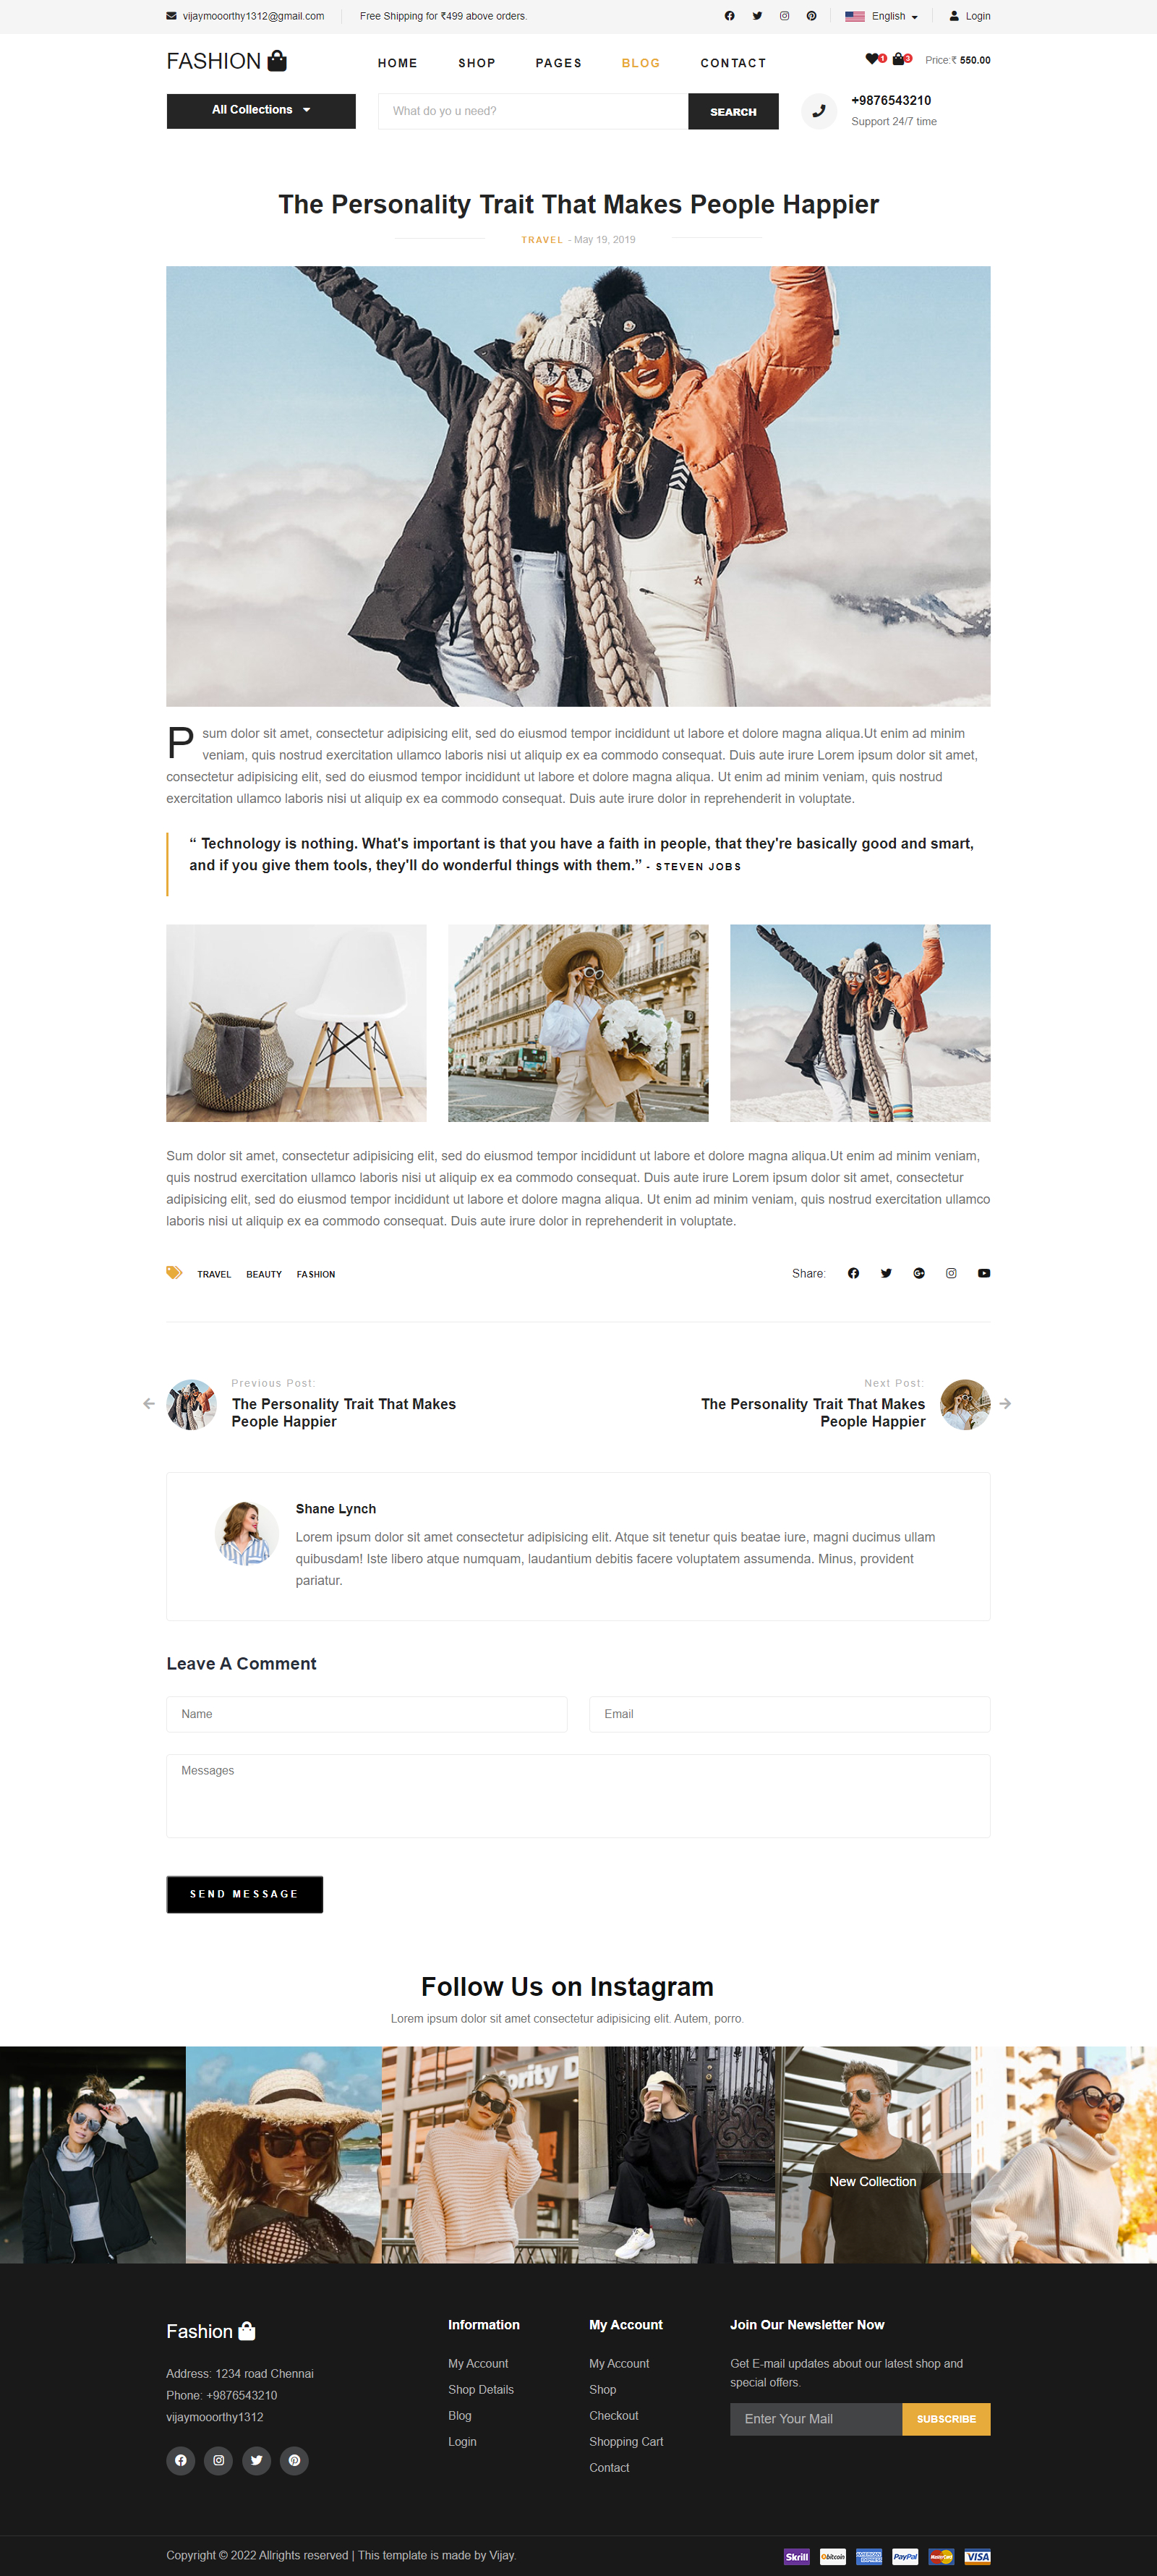 vijaymooorthy1312@gmail.com
Free Shipping for ₹499 above orders.
English
Login
FASHION
HOME
SHOP
PAGES
BLOG
CONTACT
1
3
Price:₹ 550.00
All Collections
What do yo u need?
SEARCH
+9876543210
Support 24/7 time
The Personality Trait That Makes People Happier
TRAVEL - May 19, 2019
P sum dolor sit amet, consectetur adipisicing elit, sed do eiusmod tempor incididunt ut labore et dolore magna aliqua.Ut enim ad minim
veniam, quis nostrud exercitation ullamco laboris nisi ut aliquip ex ea commodo consequat. Duis aute irure Lorem ipsum dolor sit amet,
consectetur adipisicing elit, sed do eiusmod tempor incididunt ut labore et dolore magna aliqua. Ut enim ad minim veniam, quis nostrud
exercitation ullamco laboris nisi ut aliquip ex ea commodo consequat. Duis aute irure dolor in reprehenderit in voluptate.
“ Technology is nothing. What's important is that you have a faith in people, that they're basically good and smart,
and if you give them tools, they'll do wonderful things with them.” - STEVEN JOBS
Sum dolor sit amet, consectetur adipisicing elit, sed do eiusmod tempor incididunt ut labore et dolore magna aliqua.Ut enim ad minim veniam,
quis nostrud exercitation ullamco laboris nisi ut aliquip ex ea commodo consequat. Duis aute irure Lorem ipsum dolor sit amet, consectetur
adipisicing elit, sed do eiusmod tempor incididunt ut labore et dolore magna aliqua. Ut enim ad minim veniam, quis nostrud exercitation ullamco
laboris nisi ut aliquip ex ea commodo consequat. Duis aute irure dolor in reprehenderit in voluptate.
TRAVEL
BEAUTY
FASHION
Share:
Previous Post:
The Personality Trait That Makes
People Happier
Next Post:
The Personality Trait That Makes
People Happier
Shane Lynch
Lorem ipsum dolor sit amet consectetur adipisicing elit. Atque sit tenetur quis beatae iure, magni ducimus ullam
quibusdam! Iste libero atque numquam, laudantium debitis facere voluptatem assumenda. Minus, provident
pariatur.
Leave A Comment
Name
Email
Messages
SEND MESSAGE
Follow Us on Instagram
Lorem ipsum dolor sit amet consectetur adipisicing elit. Autem, porro.
ority D
New Collection
Fashion
Address: 1234 road Chennai
Phone: +9876543210
vijaymooorthy1312
Information
My Account
Shop Details
Blog
Login
My Account
My Account
Shop
Checkout
Shopping Cart
Contact
Join Our Newsletter Now
Get E-mail updates about our latest shop and
special offers.
Enter Your Mail
SUBSCRIBE
Copyright © 2022 Allrights reserved | This template is made by Vijay.
Skrill
bitcoin
AMERICAN EXPRESS
PayPal
MasterCard
VISA